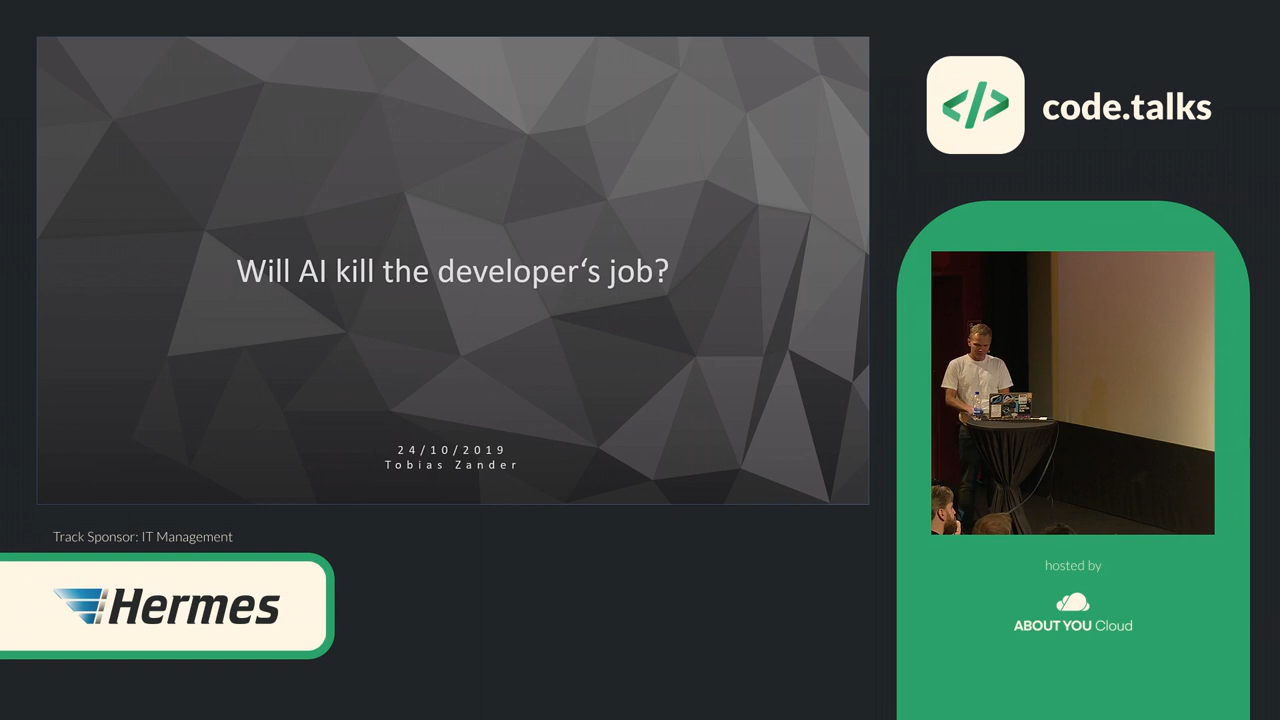 Will AI kill the developer‘s job?
24/10/2019
Tobias Zander
</> code.talks
Track Sponsor: IT Management
Hermes
hosted by
ABOUT YOU Cloud